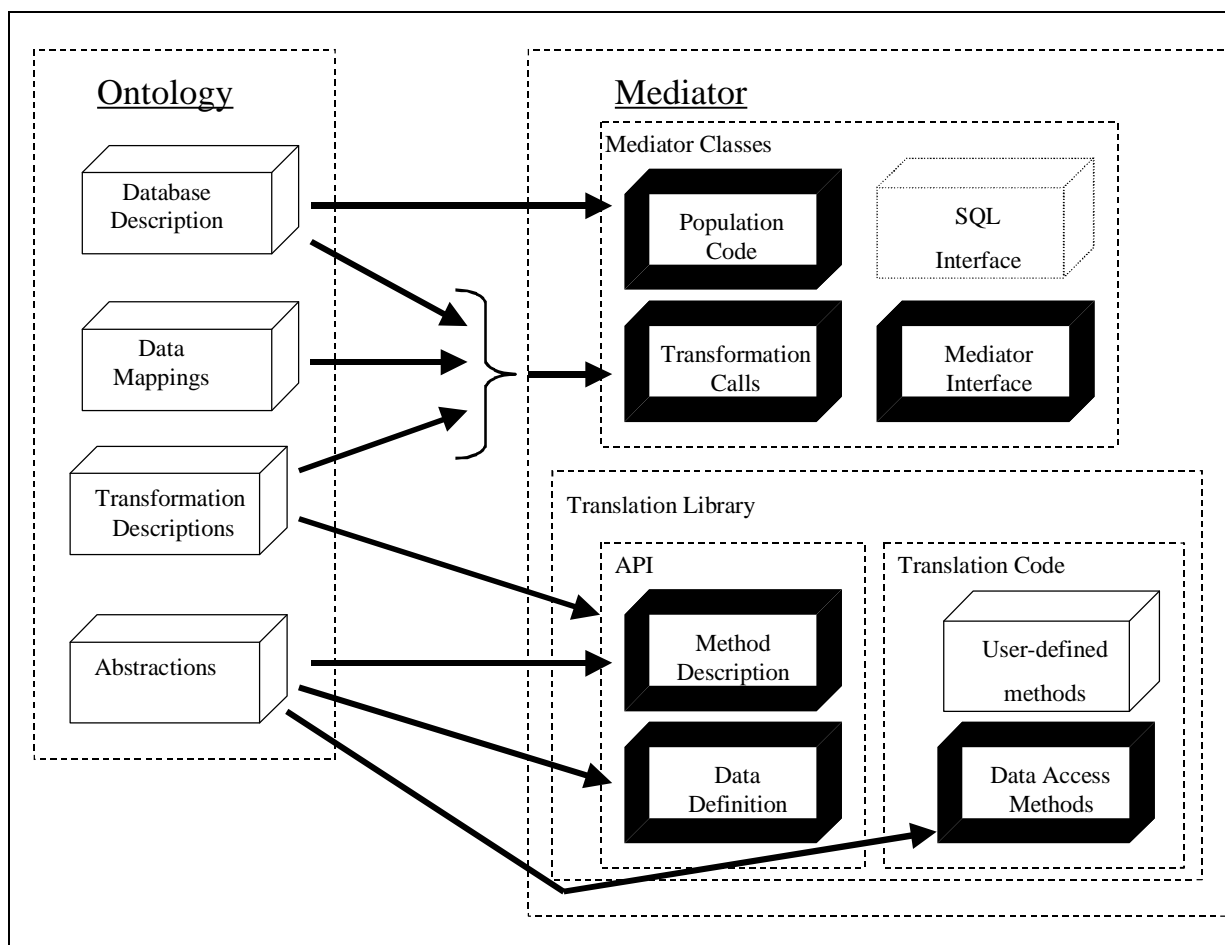 Ontology
Database
Description
Data
Mappings
Transformation
Descriptions
Abstractions
Mediator
Mediator Classes
Population
Code
SQL
Interface
Transformation
Calls
Mediator
Interface
Translation Library
API
Method
Description
Data
Definition
Translation Code
User-defined
methods
Data Access
Methods